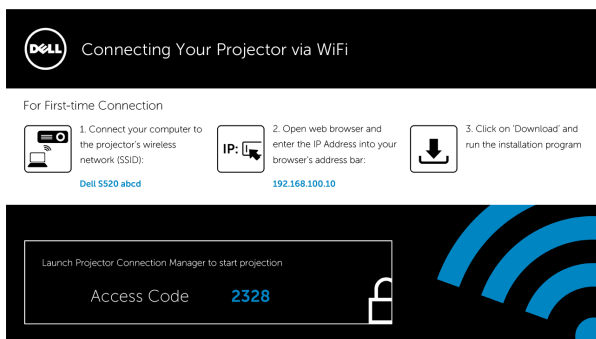 DELL
Connecting Your Projector via WiFi
For First-time Connection
1. Connect your computer to
the projector's wireless
network (SSID):
Dell S520 abcd
IP:
2. Open web browser and
enter the IP Address into your
browser's address bar:
192.168.100.10
3. Click on 'Download' and
run the installation program
Launch Projector Connection Manager to start projection
Access Code 2328